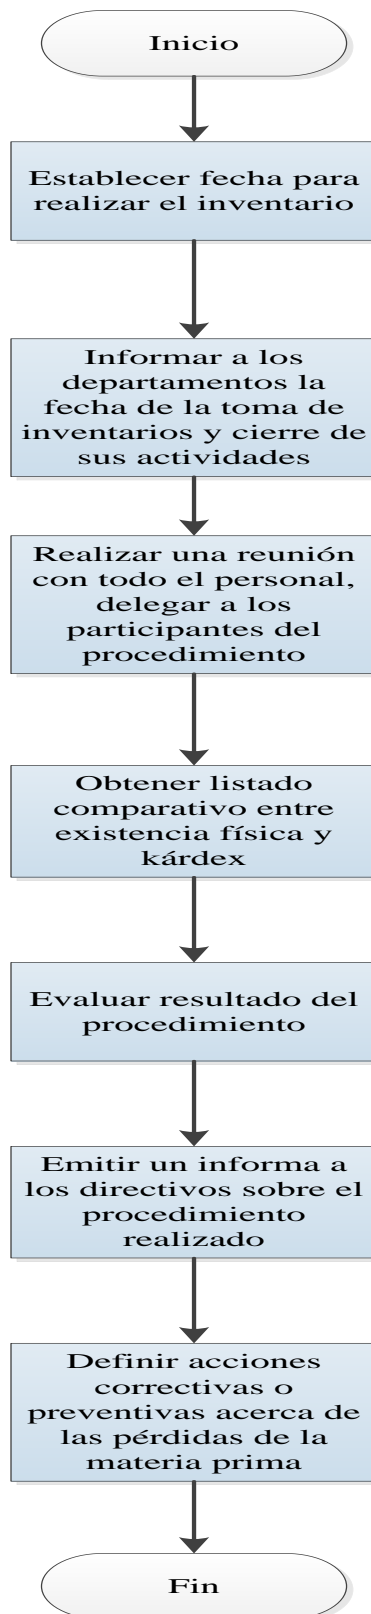 Inicio
Establecer fecha para
realizar el inventario
Informar a los
departamentos la
fecha de la toma de
inventarios y cierre de
sus actividades
Realizar una reunión
con todo el personal,
delegar a los
participantes del
procedimiento
Obtener listado
comparativo entre
existencia física y
kárdex
Evaluar resultado del
procedimiento
Emitir un informa a
los directivos sobre el
procedimiento
realizado
Definir acciones
correctivas o
preventivas acerca de
las pérdidas de la
materia prima
Fin